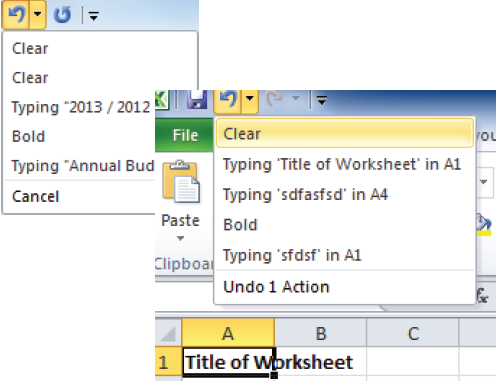 Clear
Clear
Typing "2013 / 2012
Bold
Typing "Annual Bud
Cancel
File
Clear
Typing 'Title of Worksheet' in A1
Typing 'sdfasfsd' in A4
Bold
Typing 'sfdsf' in A1
Undo 1 Action
Paste
Clipboa
fx
A B C
1 Title of Worksheet